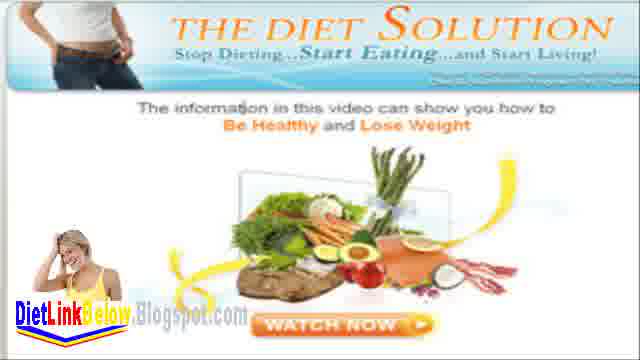 THE DIET SOLUTION
Stop Dieting...Start Eating...and Start Living!
The information in this video can show you how to
Be Healthy and Lose Weight
DietLinkBelow.Blogspot.com
WATCH NOW